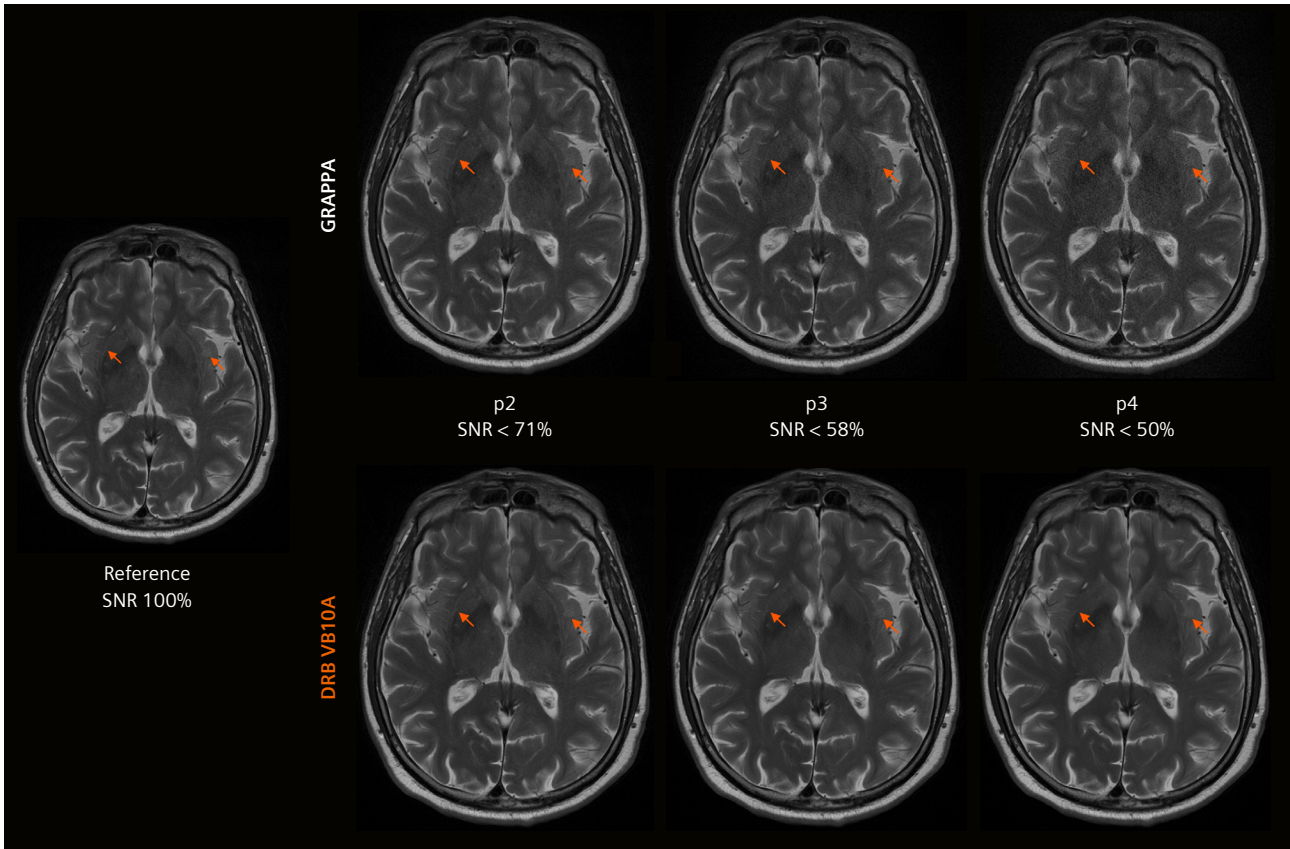 GRAPPA
p2
SNR < 71%
p3
SNR < 58%
p4
SNR < 50%
Reference
SNR 100%
DRB VB10A